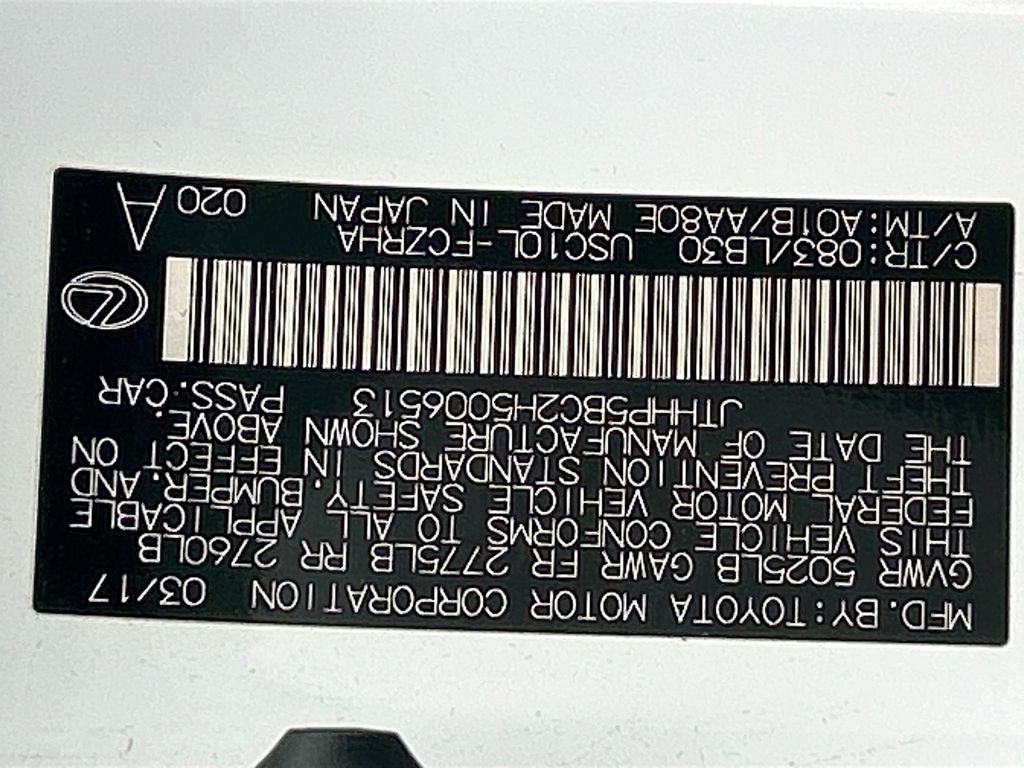 MFD.BY:TOYOTA MOTOR CORPORATION 03/17
GVWR 5025LB GAWR FR 2775LB RR 2760LB
THIS VEHICLE CONFORMS TO ALL APPLICABLE
FEDERAL MOTOR VEHICLE SAFETY,BUMPER,AND
THEFT PREVENTION STANDARDS IN EFFECT ON
THE DATE OF MANUFACTURE SHOWN ABOVE.
JTHHP5BC2H5006513 PASS.CAR
C/TR:083/LB30 USC10L-FCZRHA
A/TM:A01B/AA80E MADE IN JAPAN 020 A